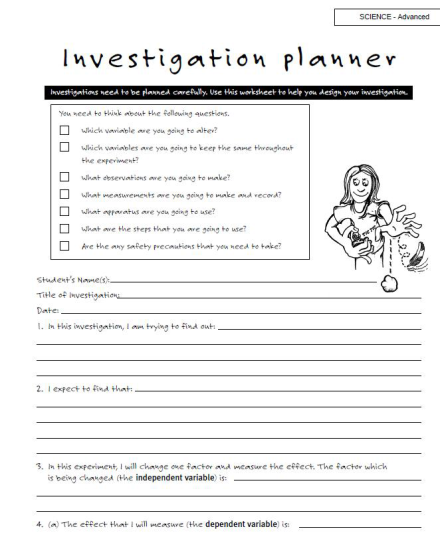 SCIENCE - Advanced
Investigation planner
Investigations need to be planned carefully. Use this worksheet to help you design your investigation.
You need to think about the following questions.
Which variable are you going to alter?
Which variables are you going to keep the same throughout
the experiment?
What observations are you going to make?
What measurements are you going to make and record?
What apparatus are you going to use?
What are the steps that you are going to use?
Are the any safety precautions that you need to take?
Student's Name(s):
Title of Investigation:
Date:
1. In this investigation, I am trying to find out:
2. I expect to find that:
3. In this experiment, I will change one factor and measure the effect. The factor which
is being changed (the independent variable) is:
4. (a) The effect that I will measure (the dependent variable) is: